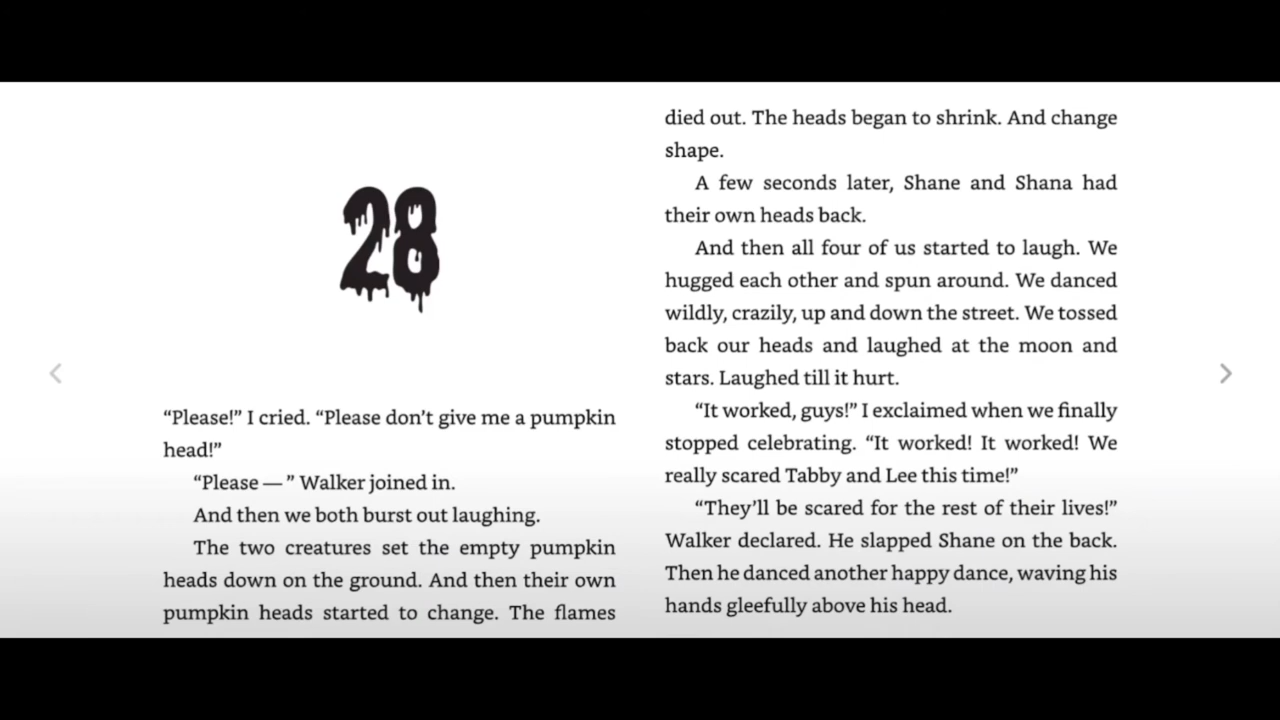 28
“Please!” I cried. “Please don’t give me a pumpkin
head!”
“Please — ” Walker joined in.
And then we both burst out laughing.
The two creatures set the empty pumpkin
heads down on the ground. And then their own
pumpkin heads started to change. The flames
died out. The heads began to shrink. And change
shape.
A few seconds later, Shane and Shana had
their own heads back.
And then all four of us started to laugh. We
hugged each other and spun around. We danced
wildly, crazily, up and down the street. We tossed
back our heads and laughed at the moon and
stars. Laughed till it hurt.
“It worked, guys!” I exclaimed when we finally
stopped celebrating. “It worked! It worked! We
really scared Tabby and Lee this time!”
“They’ll be scared for the rest of their lives!”
Walker declared. He slapped Shane on the back.
Then he danced another happy dance, waving his
hands gleefully above his head.